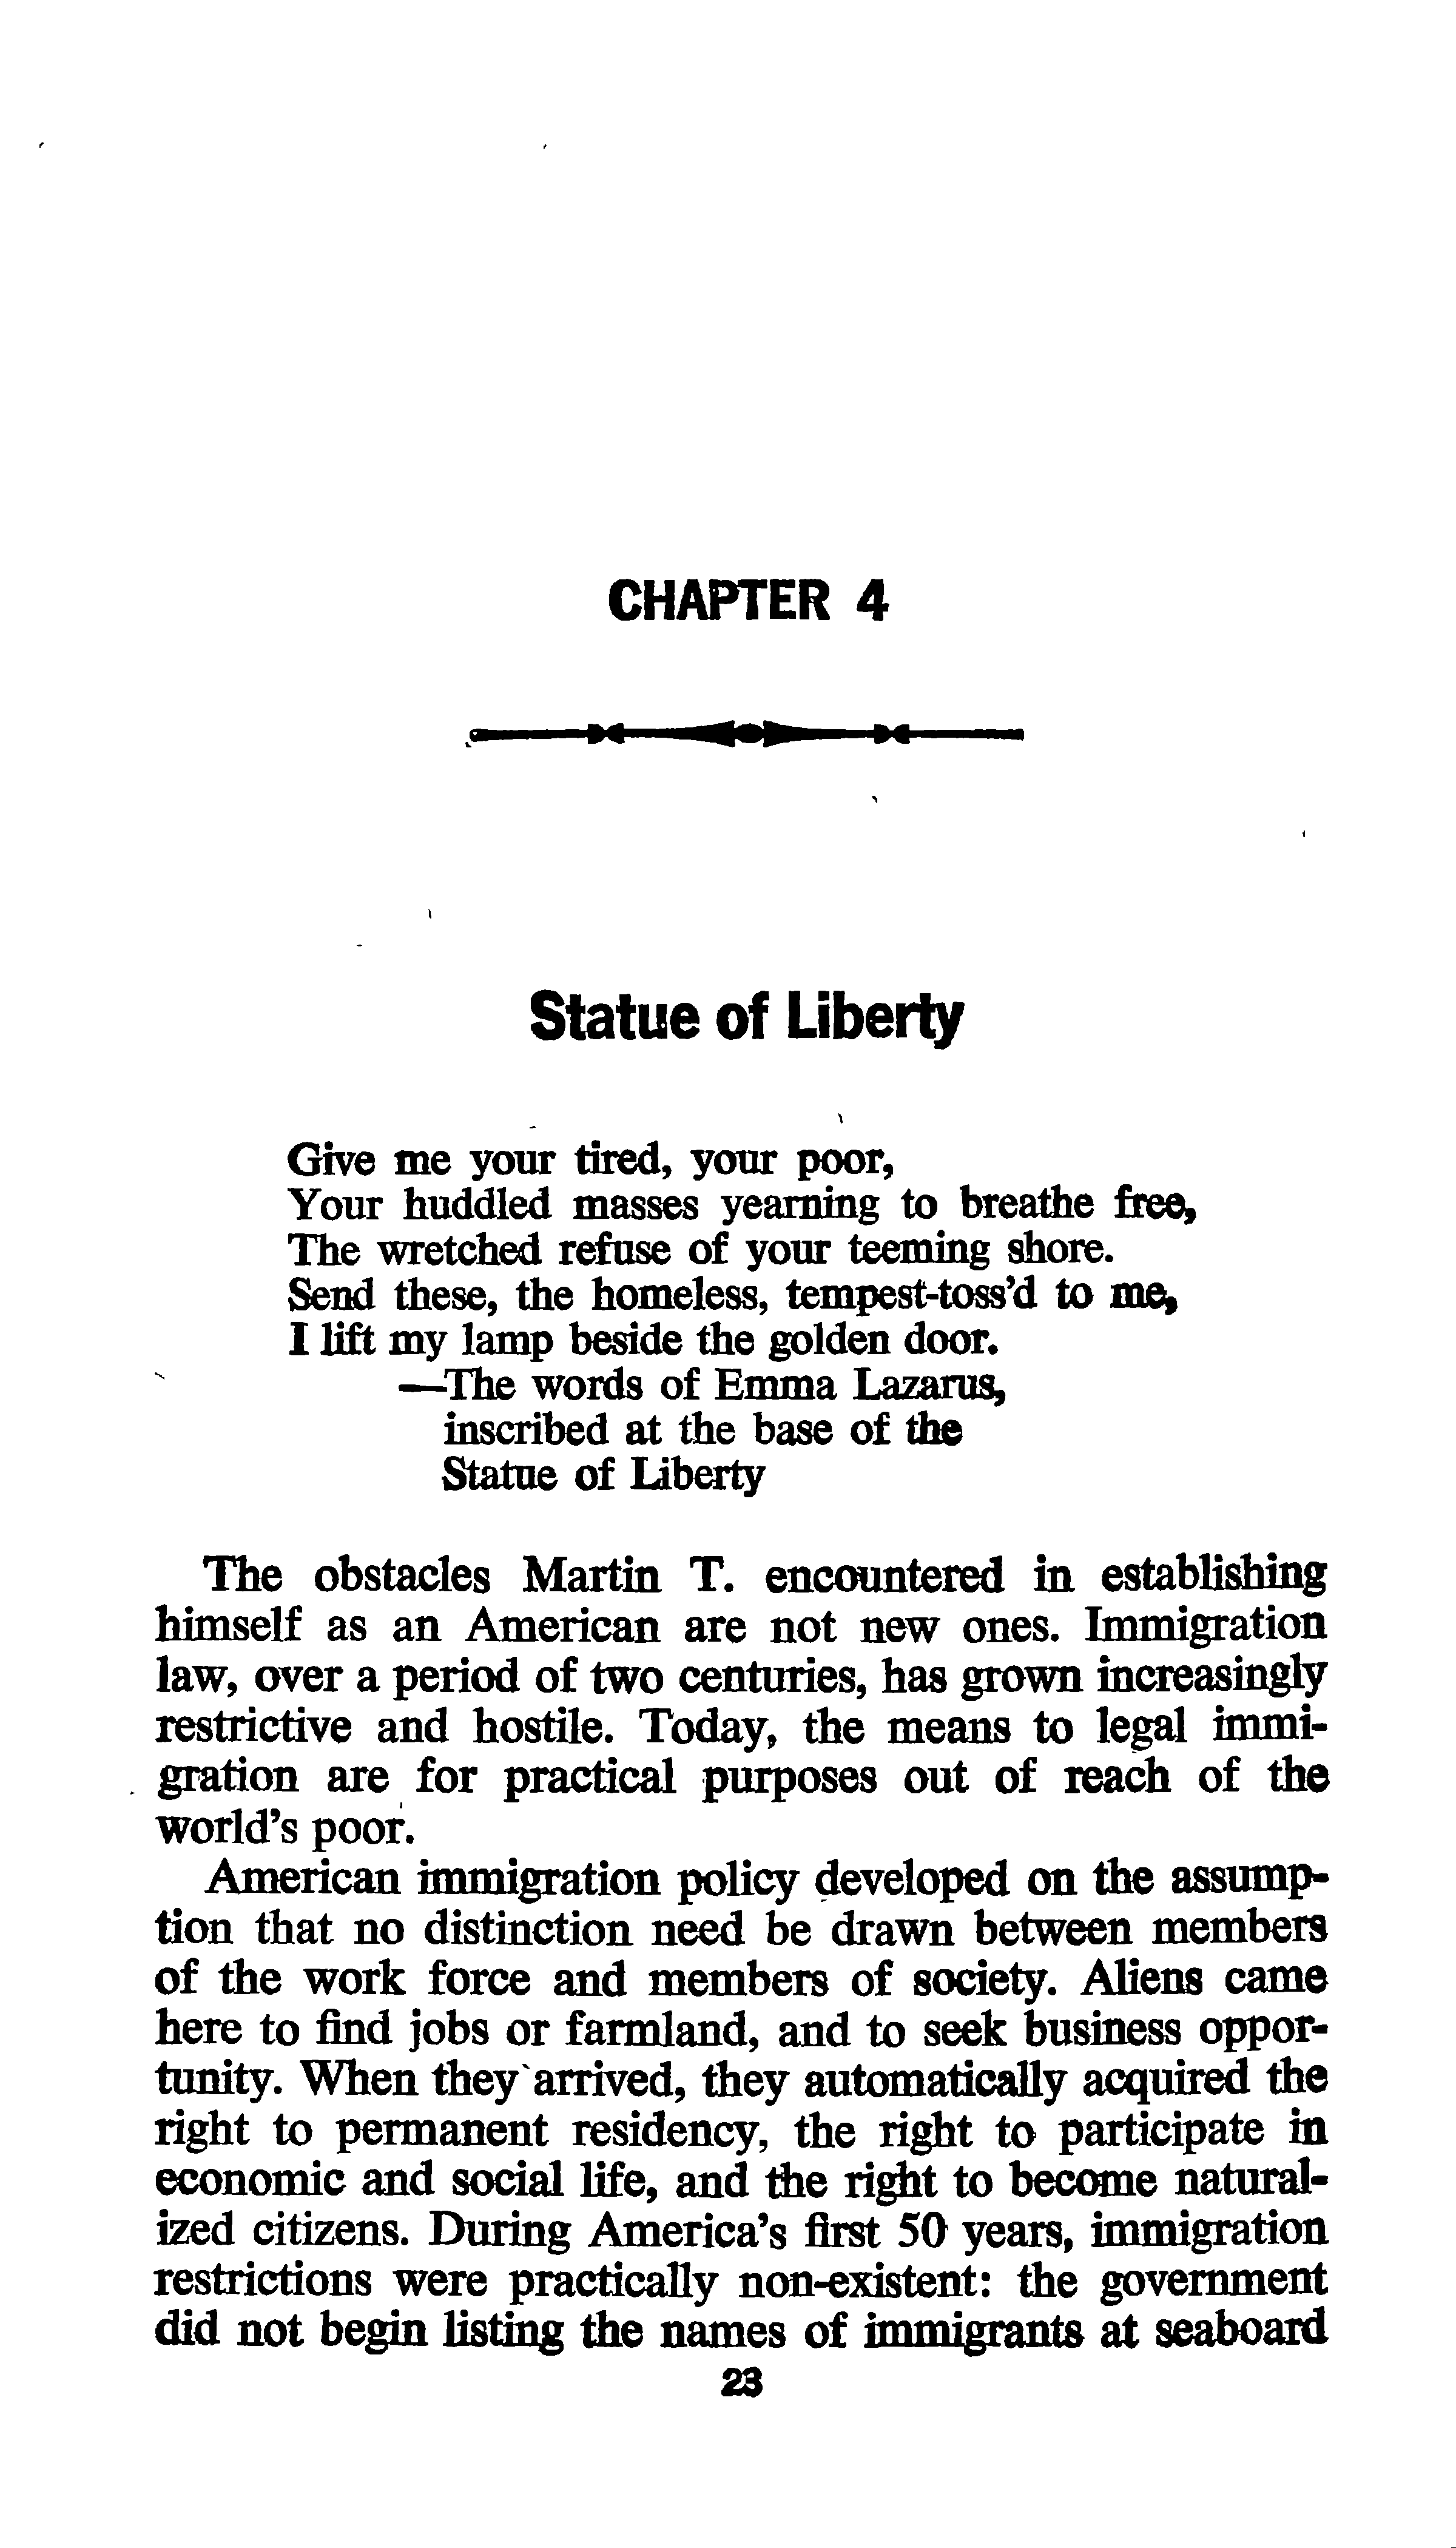 CHAPTER 4
Statue of Liberty
Give me your tired, your poor,
Your huddled masses yearning to breathe free,
The wretched refuse of your teeming shore.
Send these, the homeless, tempest-toss'd to me,
I lift my lamp beside the golden door.
—The words of Emma Lazarus,
inscribed at the base of the
Statue of Liberty
The obstacles Martin T. encountered in establishing
himself as an American are not new ones. Immigration
law, over a period of two centuries, has grown increasingly
restrictive and hostile. Today, the means to legal immi-
gration are for practical purposes out of reach of the
world's poor.
American immigration policy developed on the assump-
tion that no distinction need be drawn between members
of the work force and members of society. Aliens came
here to find jobs or farmland, and to seek business oppor-
tunity. When they arrived, they automatically acquired the
right to permanent residency, the right to participate in
economic and social life, and the right to become natural-
ized citizens. During America's first 50 years, immigration
restrictions were practically non-existent: the government
did not begin listing the names of immigrants at seaboard
23